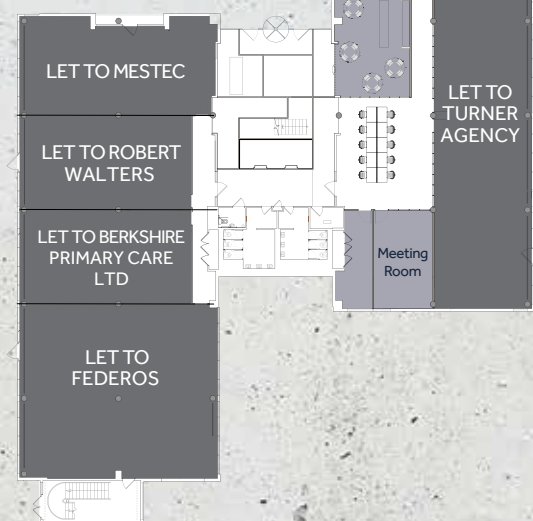 LET TO MESTEC
LET TO ROBERT
WALTERS
LET TO BERKSHIRE
PRIMARY CARE
LTD
LET TO
FEDEROS
LET TO
TURNER
AGENCY
Meeting
Room